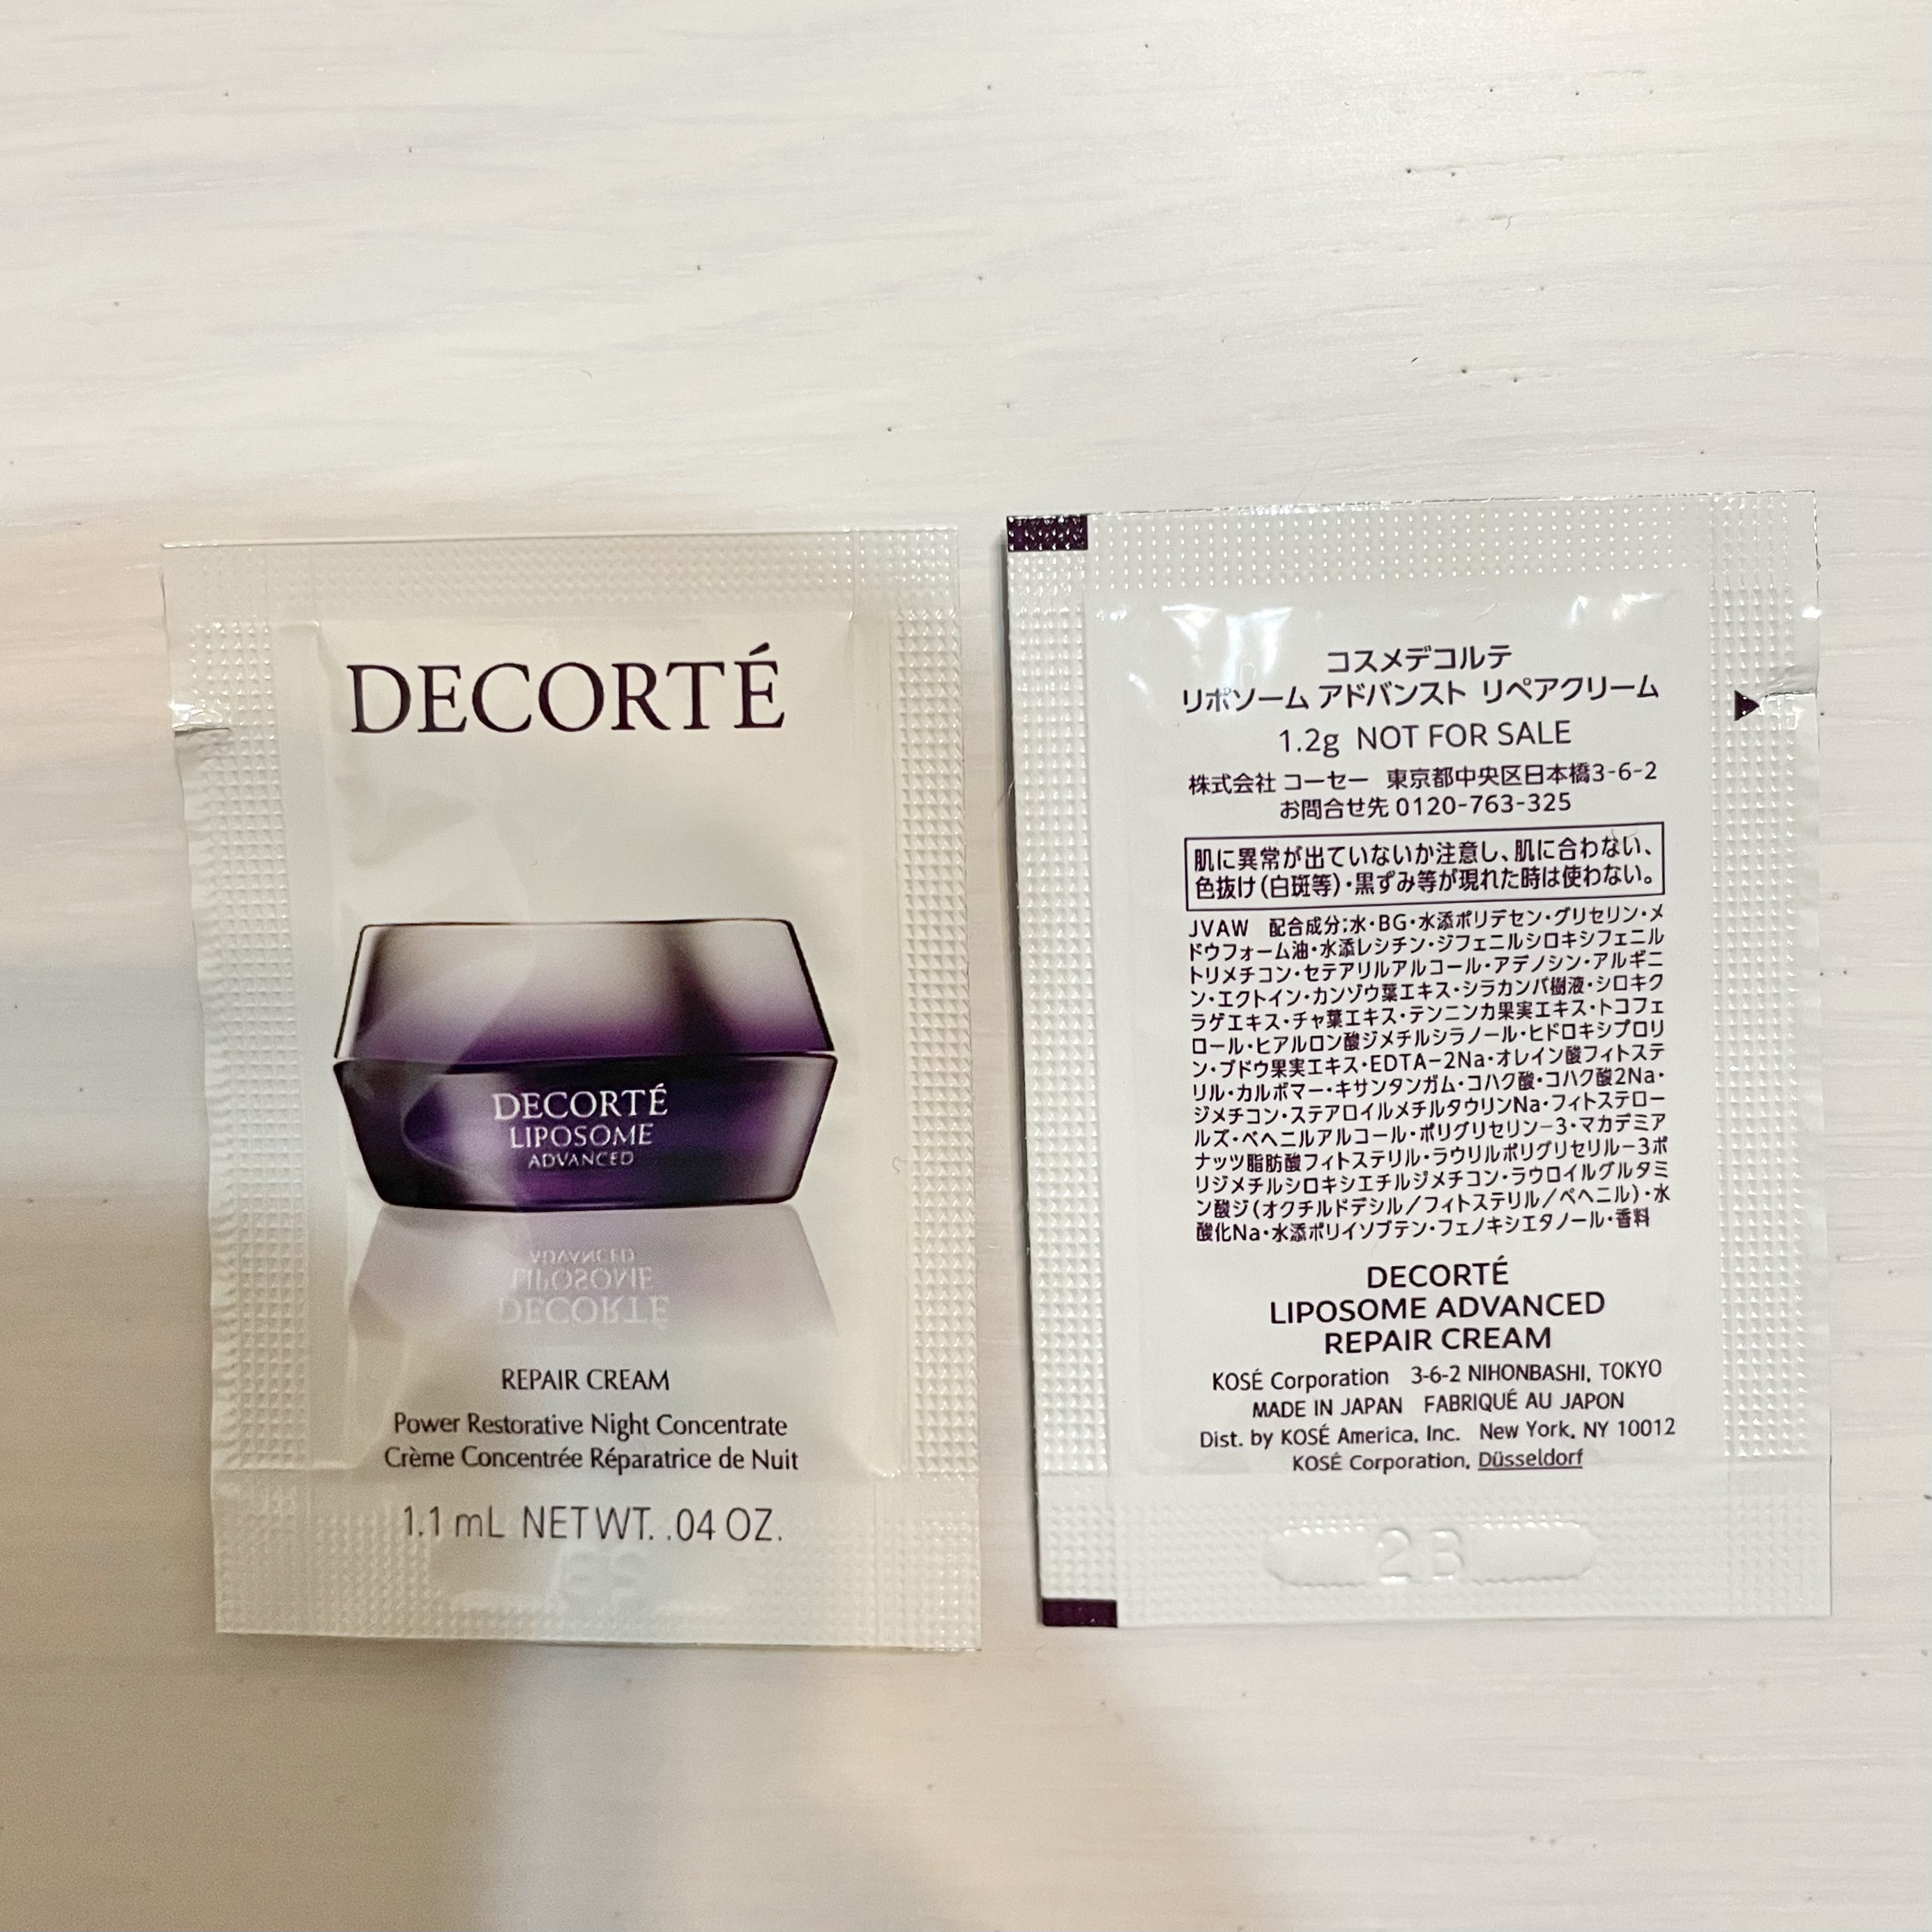 DECORTÉ
DECORTÉ
LIPOSOME
ADVANCED
REPAIR CREAM
Power Restorative Night Concentrate
Crème Concentrée Réparatrice de Nuit
1.1 mL NET WT. .04 OZ.
コスメデコルテ
リポソーム アドバンスト リペアクリーム
1.2g NOT FOR SALE
株式会社 コーセー 東京都中央区日本橋3-6-2
お問合せ先 0120-763-325
肌に異常が出ていないか注意し、肌に合わない、
色抜け(白斑等)・黒ずみ等が現れた時は使わない。
JVAW 配合成分;水・BG・水添ポリデセン・グリセリン・メ
ドウフォーム油・水添レシチン・ジフェニルシロキシフェニル
トリメチコン・セテアリルアルコール・アデノシン・アルギニ
ン・エクトイン・カンゾウ葉エキス・シラカンバ樹液・シロキク
ラゲエキス・チャ葉エキス・テンニンカ果実エキス・トコフェ
ロール・ヒアルロン酸ジメチルシラノール・ヒドロキシプロリ
ン・ブドウ果実エキス・EDTA-2Na・オレイン酸フィトステ
リル・カルボマー・キサンタンガム・コハク酸・コハク酸2Na・
ジメチコン・ステアロイルメチルタウリンNa・フィトステロー
ルズ・ベヘニルアルコール・ポリグリセリン-3・マカデミア
ナッツ脂肪酸フィトステリル・ラウリルポリグリセリル-3ポ
リジメチルシロキシエチルジメチコン・ラウロイルグルタミ
ン酸ジ(オクチルドデシル/フィトステリル/ベヘニル)・水
酸化Na・水添ポリイソブテン・フェノキシエタノール・香料
DECORTÉ
LIPOSOME ADVANCED
REPAIR CREAM
KOSÉ Corporation 3-6-2 NIHONBASHI, TOKYO
MADE IN JAPAN FABRIQUÉ AU JAPON
Dist. by KOSÉ America, Inc. New York, NY 10012
KOSÉ Corporation, Düsseldorf
2B